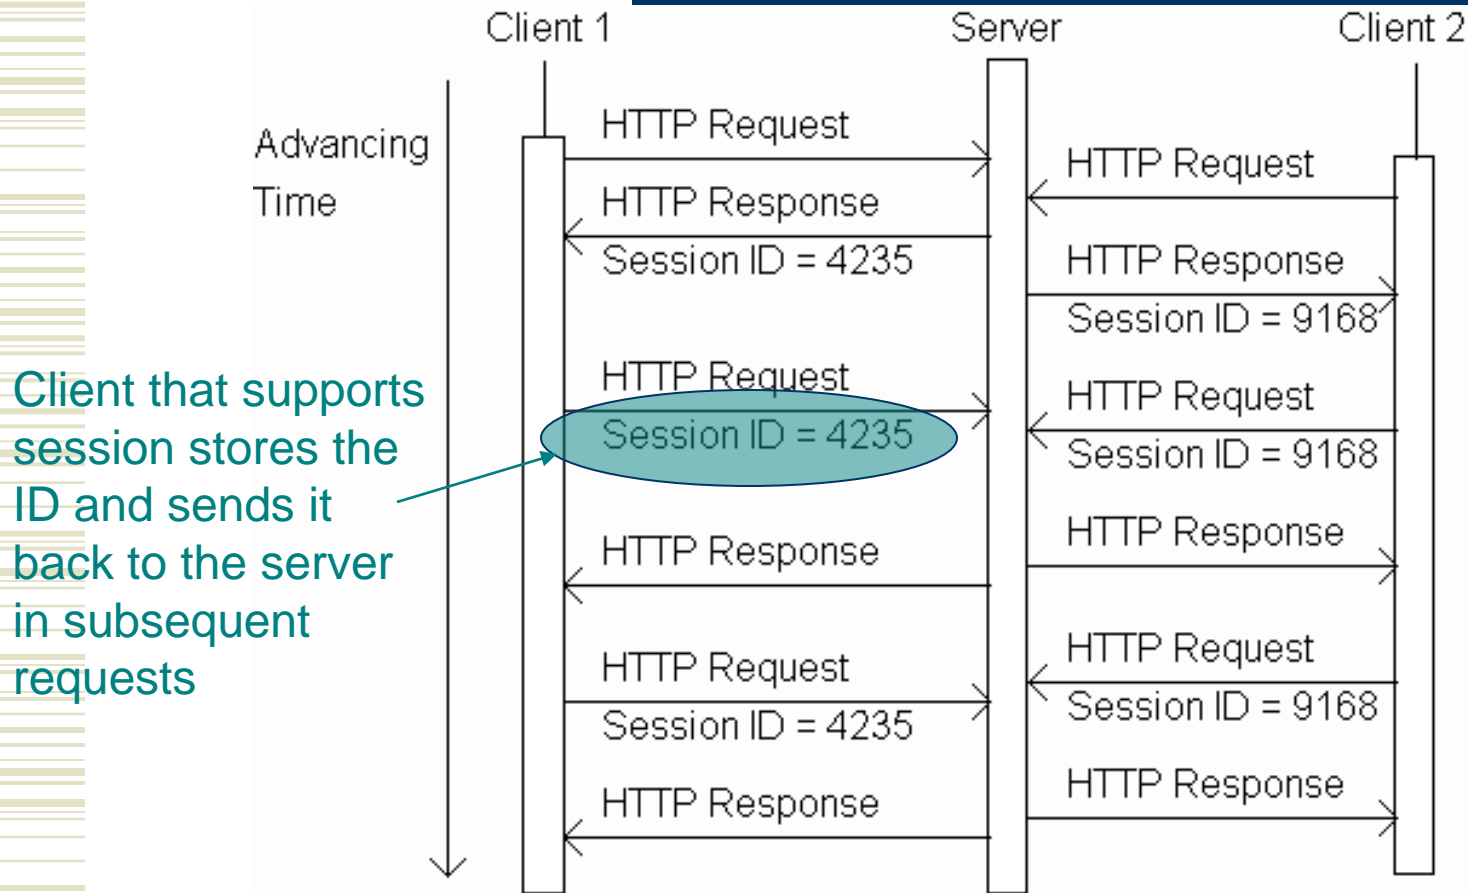 Client 1
Server
Client 2
Advancing
Time
HTTP Request
HTTP Request
HTTP Response
Session ID = 4235
HTTP Response
Session ID = 9168
Client that supports
session stores the
ID and sends it
back to the server
in subsequent
requests
HTTP Request
Session ID = 4235
HTTP Request
Session ID = 9168
HTTP Response
HTTP Response
HTTP Request
Session ID = 9168
HTTP Request
Session ID = 4235
HTTP Response
HTTP Response